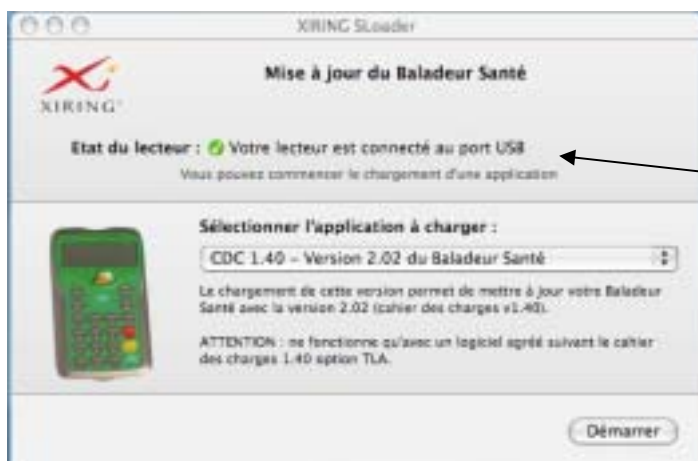 XIRING SLoader
XIRING
Mise à jour du Baladeur Santé
Etat du lecteur : Votre lecteur est connecté au port USB
Vous pouvez commencer le chargement d'une application
Sélectionner l'application à charger :
CDC 1.40 - Version 2.02 du Baladeur Santé
Le chargement de cette version permet de mettre à jour votre Baladeur
Santé avec la version 2.02 (cahier des charges v1.40).
ATTENTION : ne fonctionne qu'avec un logiciel agréé suivant le cahier
des charges 1.40 option TLA.
Démarrer